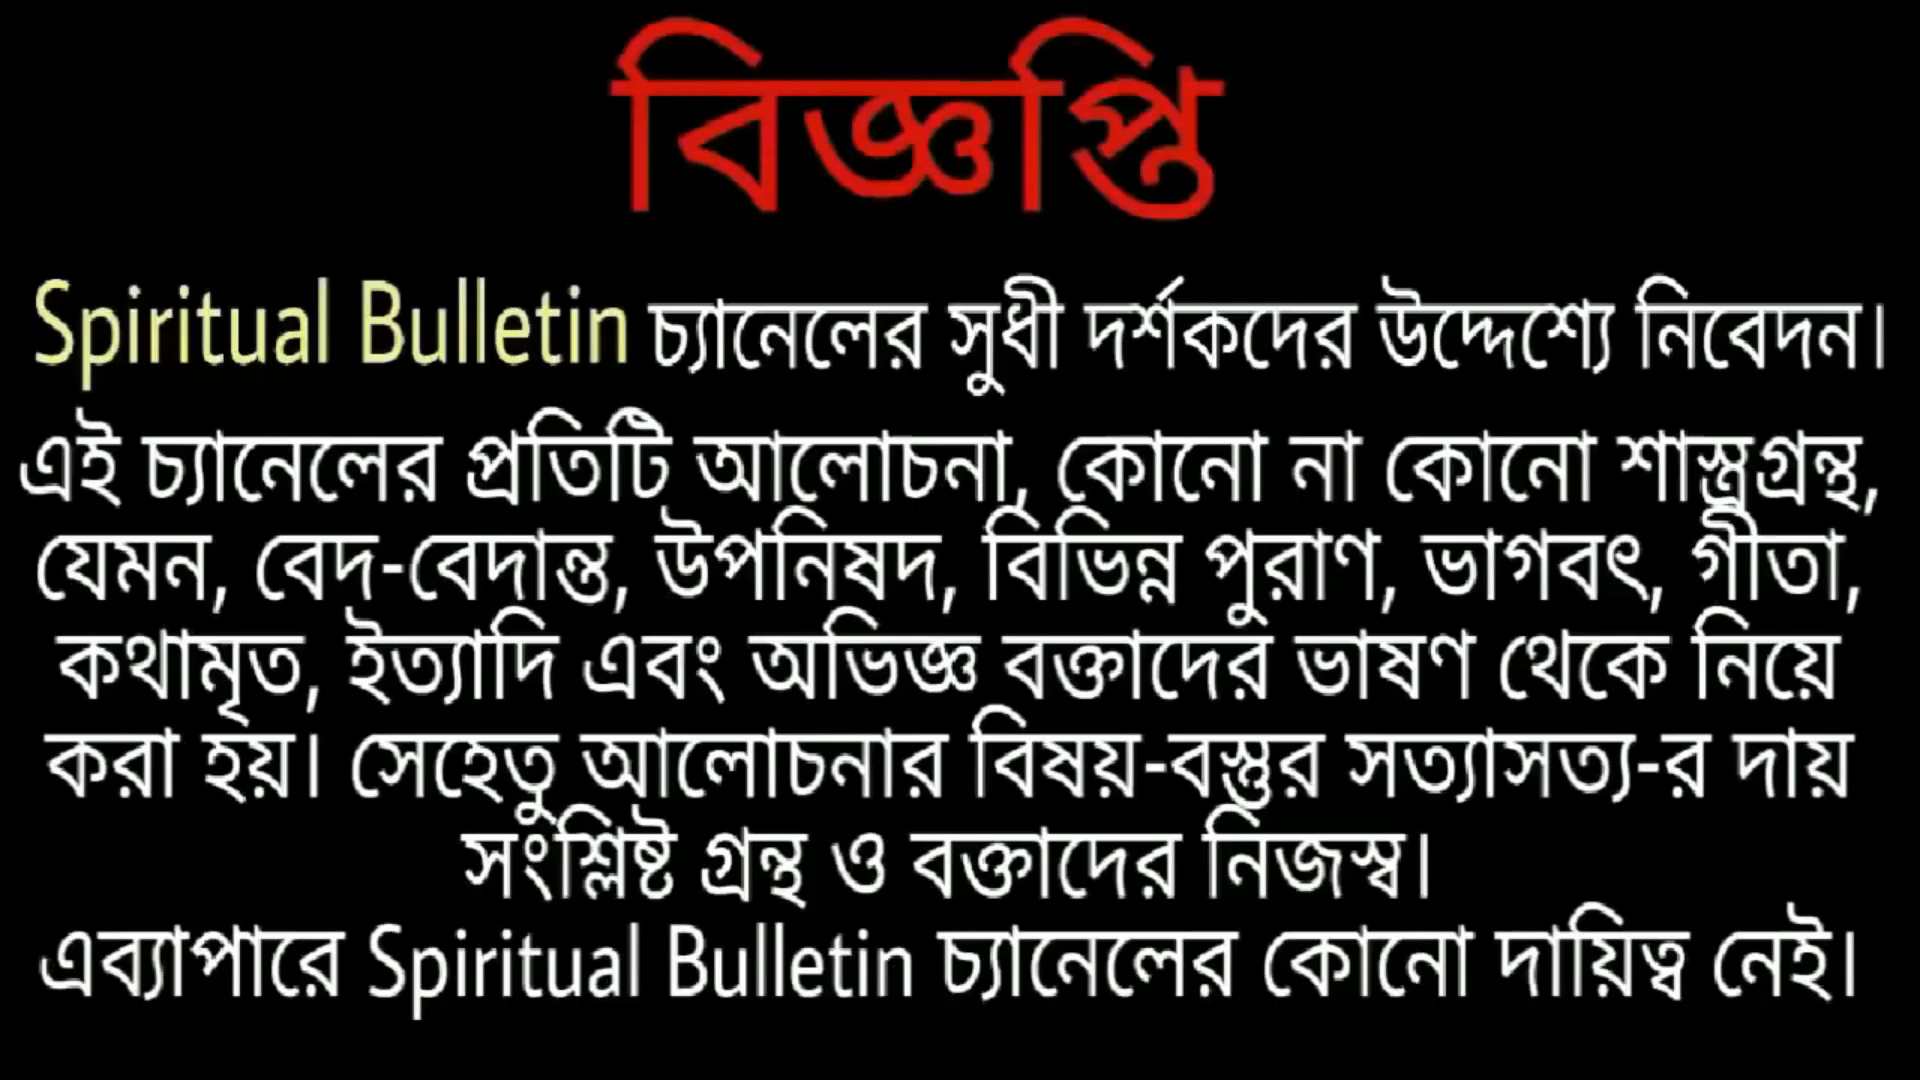 বিজ্ঞপ্তি
Spiritual Bulletin চ্যানেলের সুধী দর্শকদের উদ্দেশ্যে নিবেদন।
এই চ্যানেলের প্রতিটি আলোচনা, কোনো না কোনো শাস্ত্রগ্রন্থ,
যেমন, বেদ-বেদান্ত, উপনিষদ, বিভিন্ন পুরাণ, ভাগবৎ, গীতা,
কথামৃত, ইত্যাদি এবং অভিজ্ঞ বক্তাদের ভাষণ থেকে নিয়ে
করা হয়। সেহেতু আলোচনার বিষয়-বস্তুর সত্যাসত্য-র দায়
সংশ্লিষ্ট গ্রন্থ ও বক্তাদের নিজস্ব।
এব্যাপারে Spiritual Bulletin চ্যানেলের কোনো দায়িত্ব নেই।